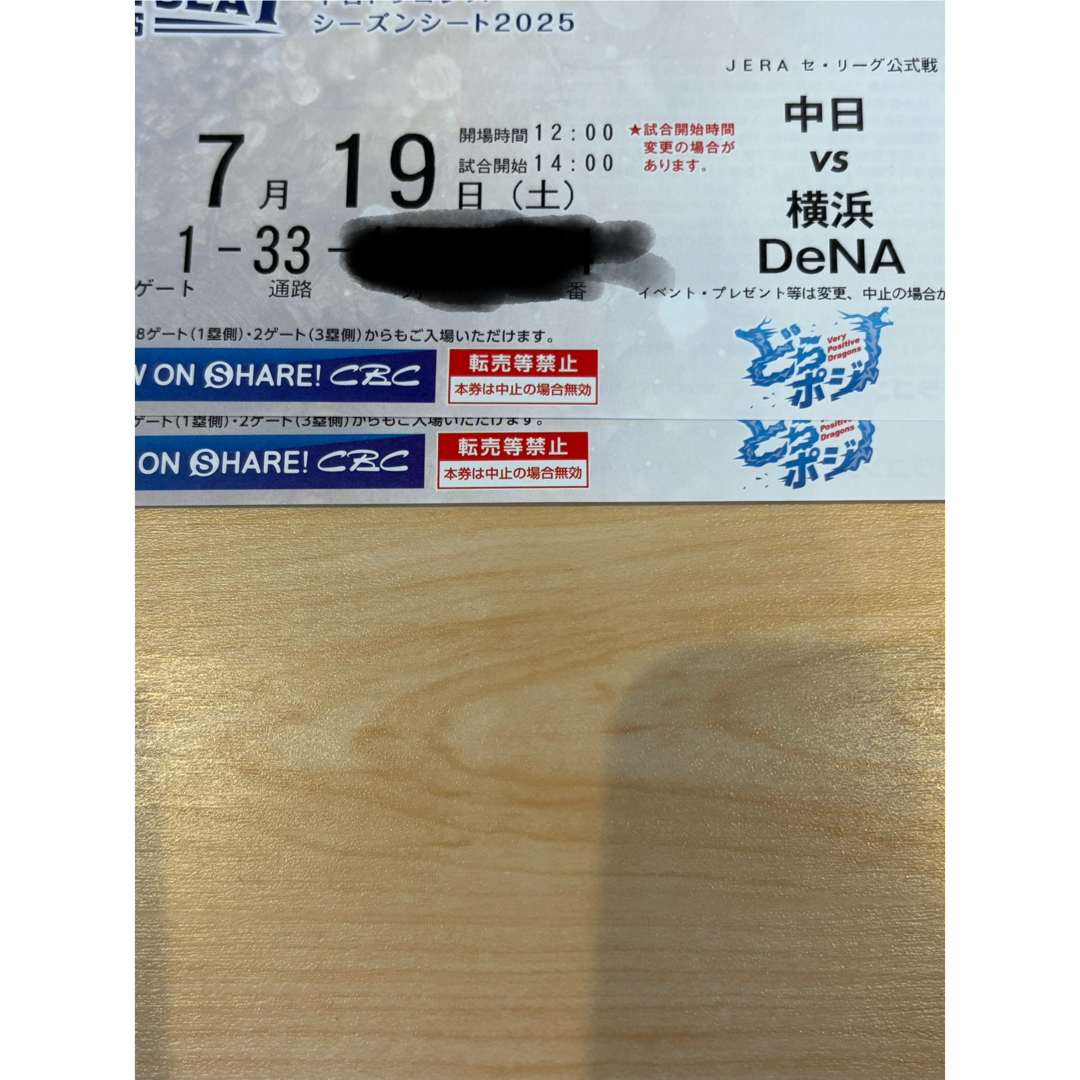 シーズンシート2025
JERA セ・リーグ公式戦
中日
vs
横浜
DeNA
7月19日(土)
開場時間12:00
試合開始14:00
★試合開始時間
変更の場合が
あります。
1-33-
ゲート 通路 番
イベント・プレゼント等は変更、中止の場合が
8ゲート(1塁側)・2ゲート(3塁側)からもご入場いただけます。
ON SHARE! CBC
転売等禁止
本券は中止の場合無効
どらポジ
Very
Positive
Dragons
ゲート(1塁側)・2ゲート(3塁側)からもご入場いただけます。
ON SHARE! CBC
転売等禁止
本券は中止の場合無効
どらポジ
Positive
Dragons